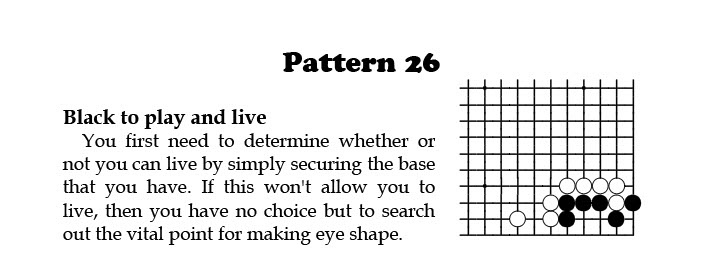 Pattern 26
Black to play and live
You first need to determine whether or
not you can live by simply securing the base
that you have. If this won't allow you to
live, then you have no choice but to search
out the vital point for making eye shape.